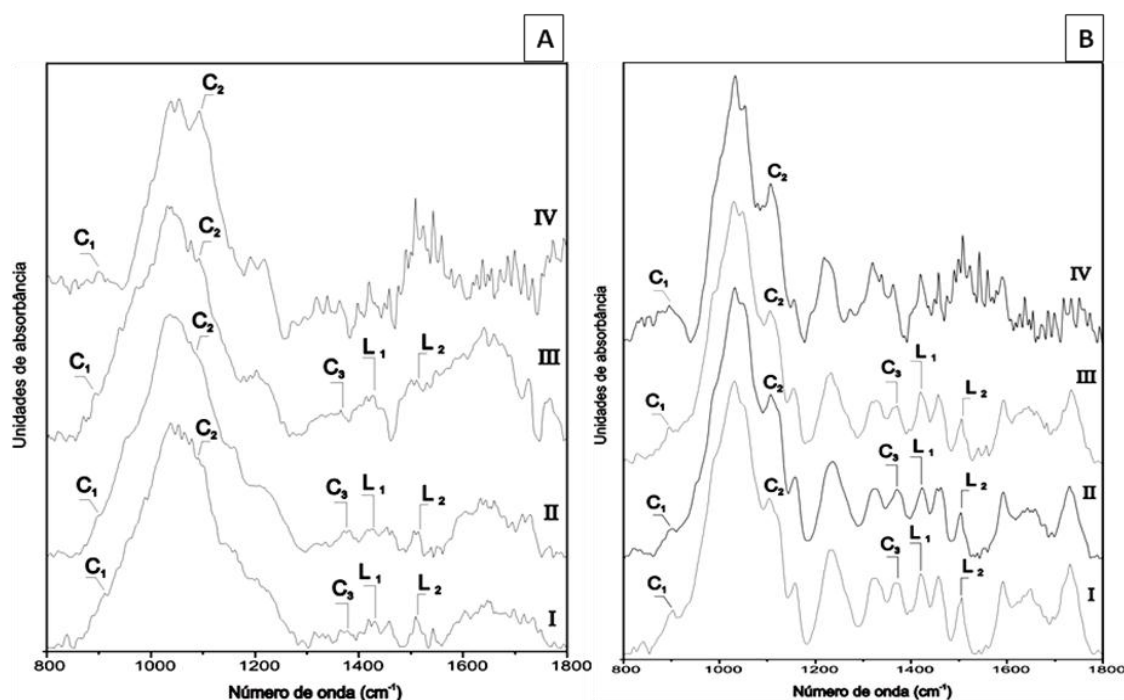 A
C₂
C₁
IV
C₂
C₁
C₃
L₁
L₂
III
C₂
C₁
C₃
L₁
L₂
II
C₂
C₁
C₃
L₁
L₂
I
Unidades de absorbância
800 1000 1200 1400 1600 1800
Número de onda (cm⁻¹)
B
C₂
C₁
IV
C₂
C₁
C₃
L₁
L₂
III
C₂
C₁
C₃
L₁
L₂
II
C₂
C₁
C₃
L₁
L₂
I
Unidades de absorbância
800 1000 1200 1400 1600 1800
Número de onda (cm⁻¹)